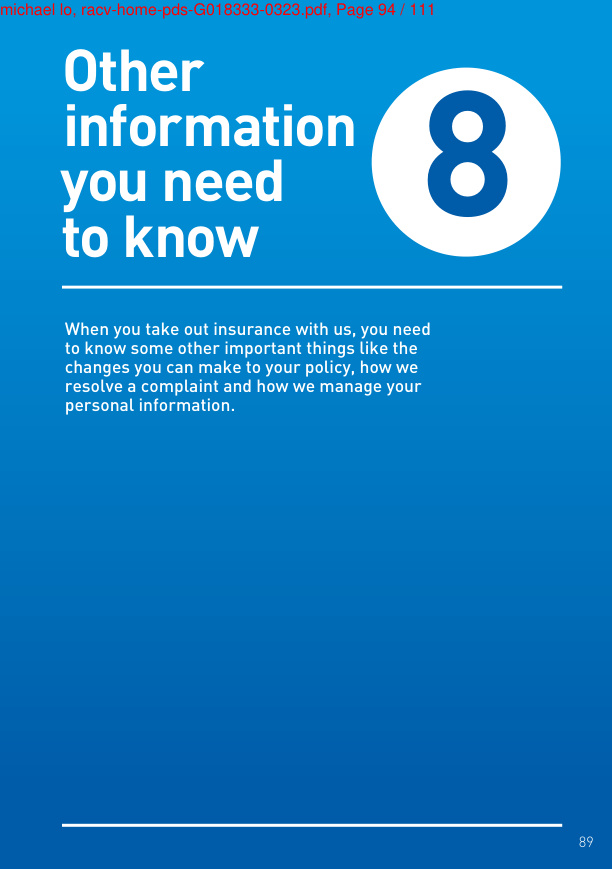 michael lo, racv-home-pds-G018333-0323.pdf, Page 94 / 111
Other
information
you need
to know
8
When you take out insurance with us, you need
to know some other important things like the
changes you can make to your policy, how we
resolve a complaint and how we manage your
personal information.
89